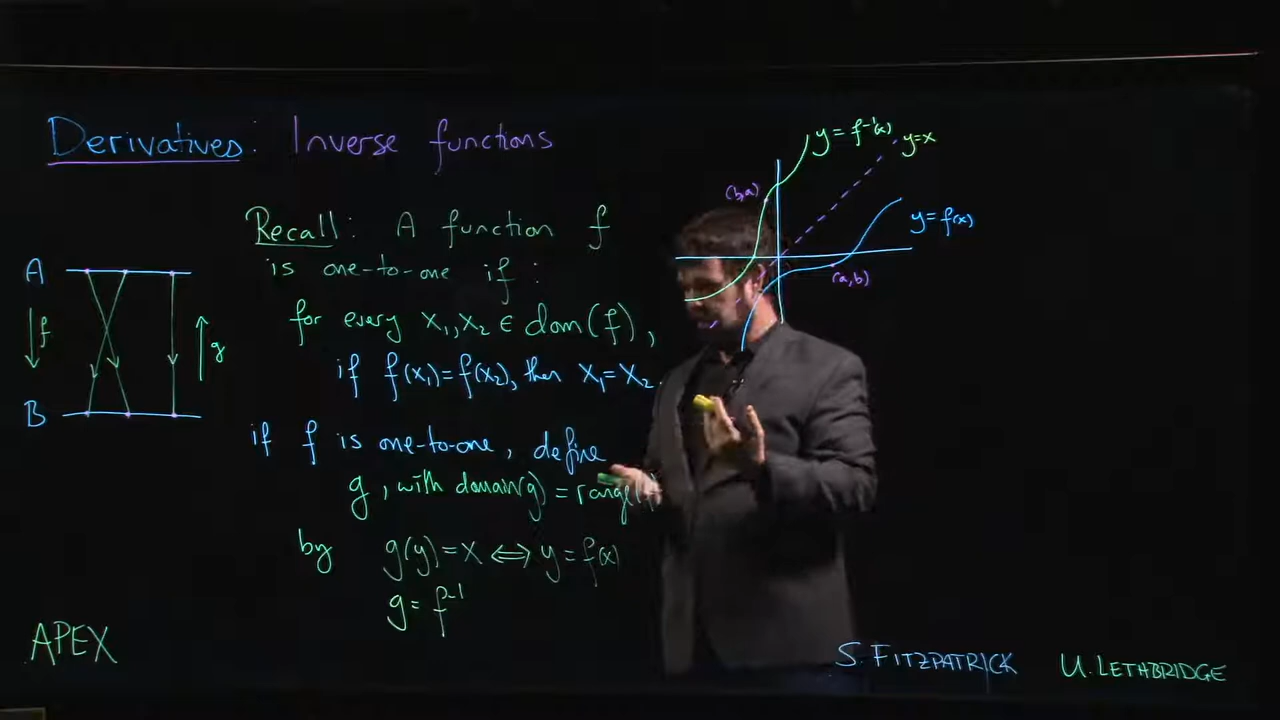 Derivatives: Inverse functions
Recall: A function f
is one-to-one if:
for every x₁,x₂ ∈ dom(f),
if f(x₁)=f(x₂), then x₁=x₂.
if f is one-to-one, define
g, with domain(g) = range(
by g(y)=x ⇔ y=f(x)
g=f⁻¹
A
f
g
B
y=f⁻¹(x)
y=x
(b,a)
y=f(x)
(a,b)
APEX
S. FITZPATRICK U. LETHBRIDGE